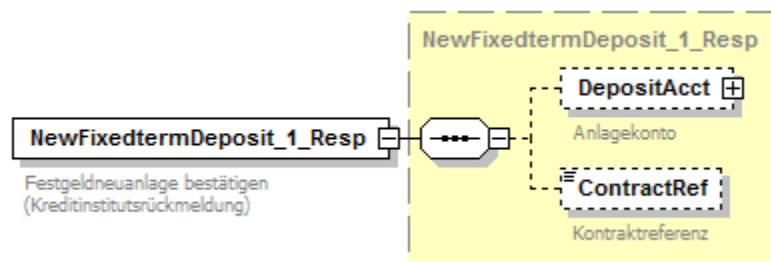 NewFixedtermDeposit_1_Resp
DepositAcct
Anlagekonto
NewFixedtermDeposit_1_Resp
Festgeldneuanlage bestätigen
(Kreditinstitutsrückmeldung)
ContractRef
Kontraktreferenz